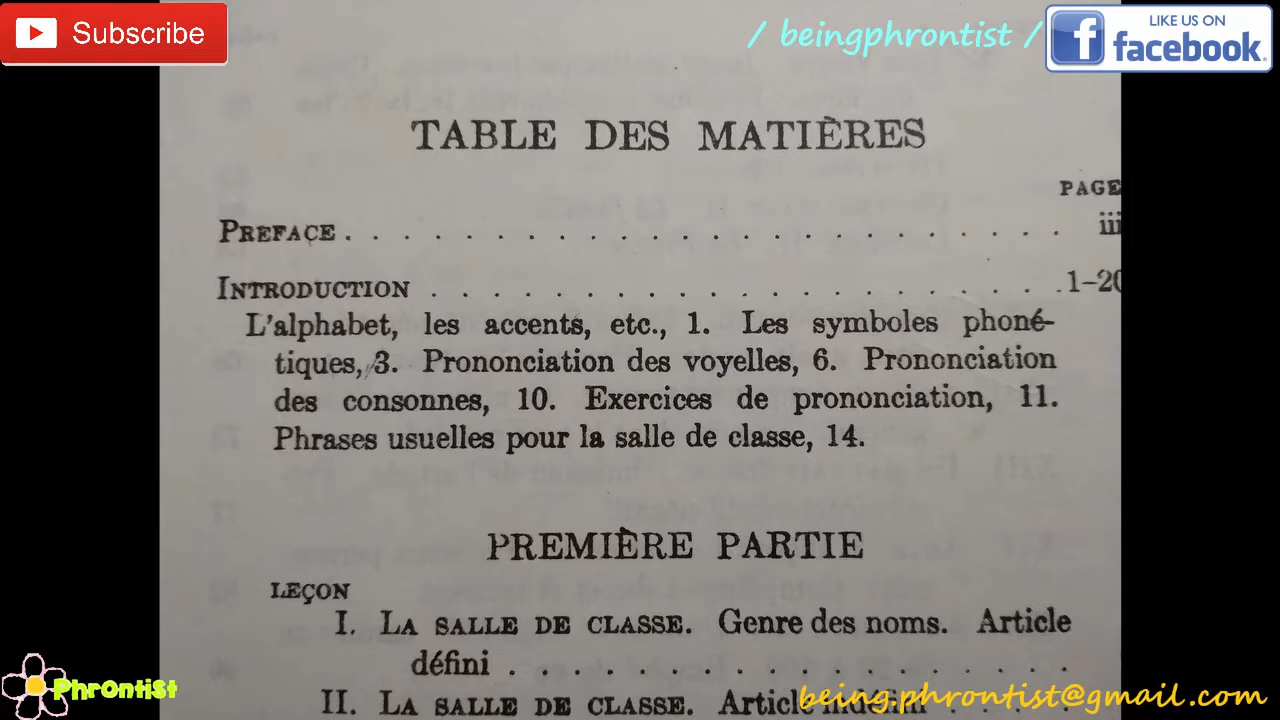 Subscribe
/ beingphrontist /
LIKE US ON
facebook.
TABLE DES MATIÈRES
PAGE
PREFAÇE . . . . . . . . . . . . . . . . . . . . . . . . iii
INTRODUCTION . . . . . . . . . . . . . . . . . . . . . 1–20
L'alphabet, les accents, etc., 1. Les symboles phoné-
tiques, 3. Prononciation des voyelles, 6. Prononciation
des consonnes, 10. Exercices de prononciation, 11.
Phrases usuelles pour la salle de classe, 14.
PREMIÈRE PARTIE
LEÇON
I. LA SALLE DE CLASSE. Genre des noms. Article
défini . . . . . . . . . . . . . . . . . .
II. LA SALLE DE CLASSE. Article indéfini . . . .
PhrOntiSt
being.phrontist@gmail.com